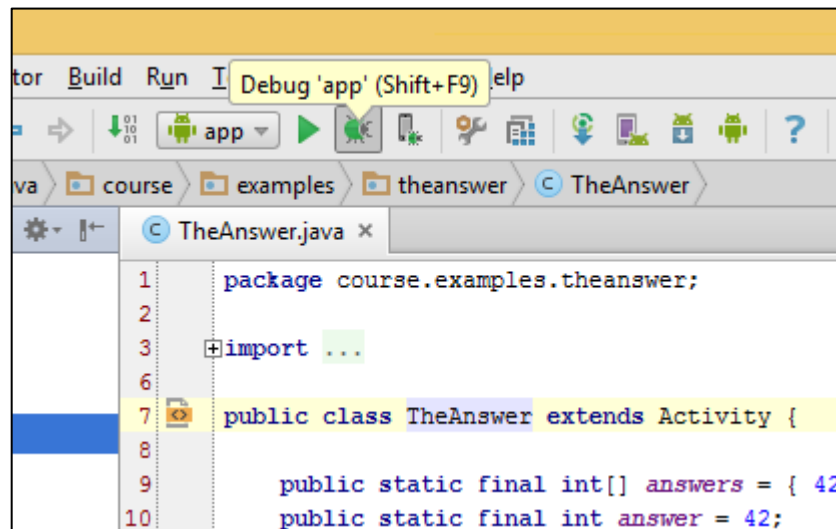 tor Build Run T elp
Debug 'app' (Shift+F9)
app ?
va course examples theanswer C TheAnswer
C TheAnswer.java ×
1 package course.examples.theanswer;
2
3 import ...
6
7 public class TheAnswer extends Activity {
8
9 public static final int[] answers = { 42
10 public static final int answer = 42;